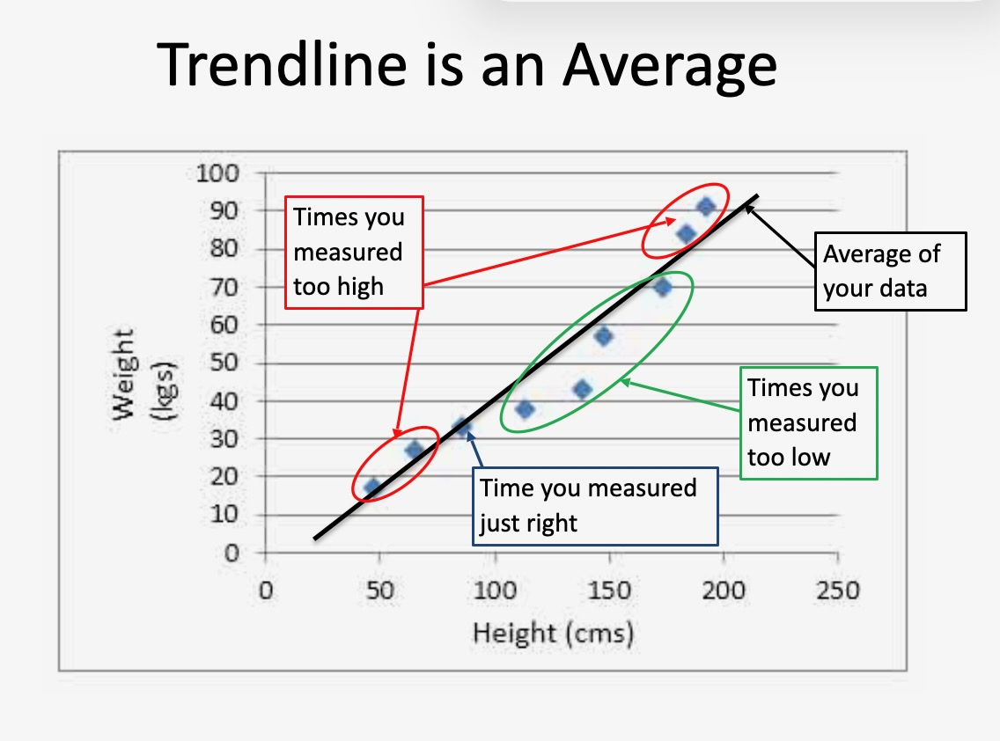 Trendline is an Average
100
90
80
70
60
50
40
30
20
10
0
Weight
(kgs)
Times you
measured
too high
Average of
your data
Times you
measured
too low
Time you measured
just right
0 50 100 150 200 250
Height (cms)